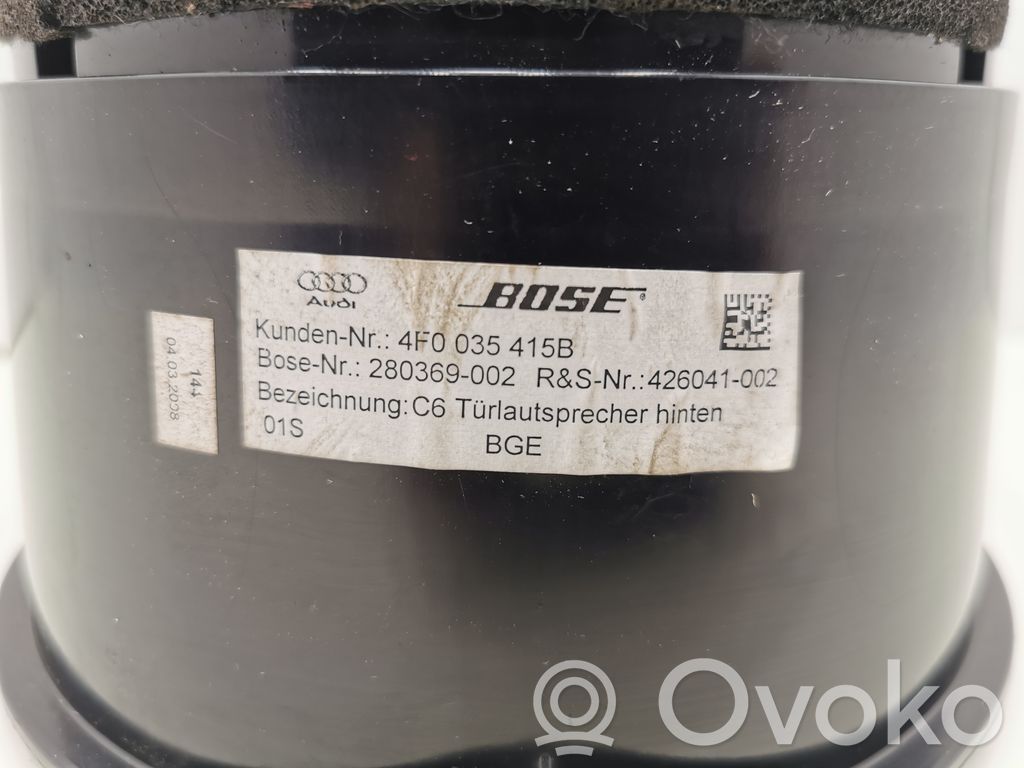 Audi BOSE®
Kunden-Nr.: 4F0 035 415B
Bose-Nr.: 280369-002 R&S-Nr.:426041-002
Bezeichnung: C6 Türlautsprecher hinten
01S BGE
144
04.03.2008
Ovoko